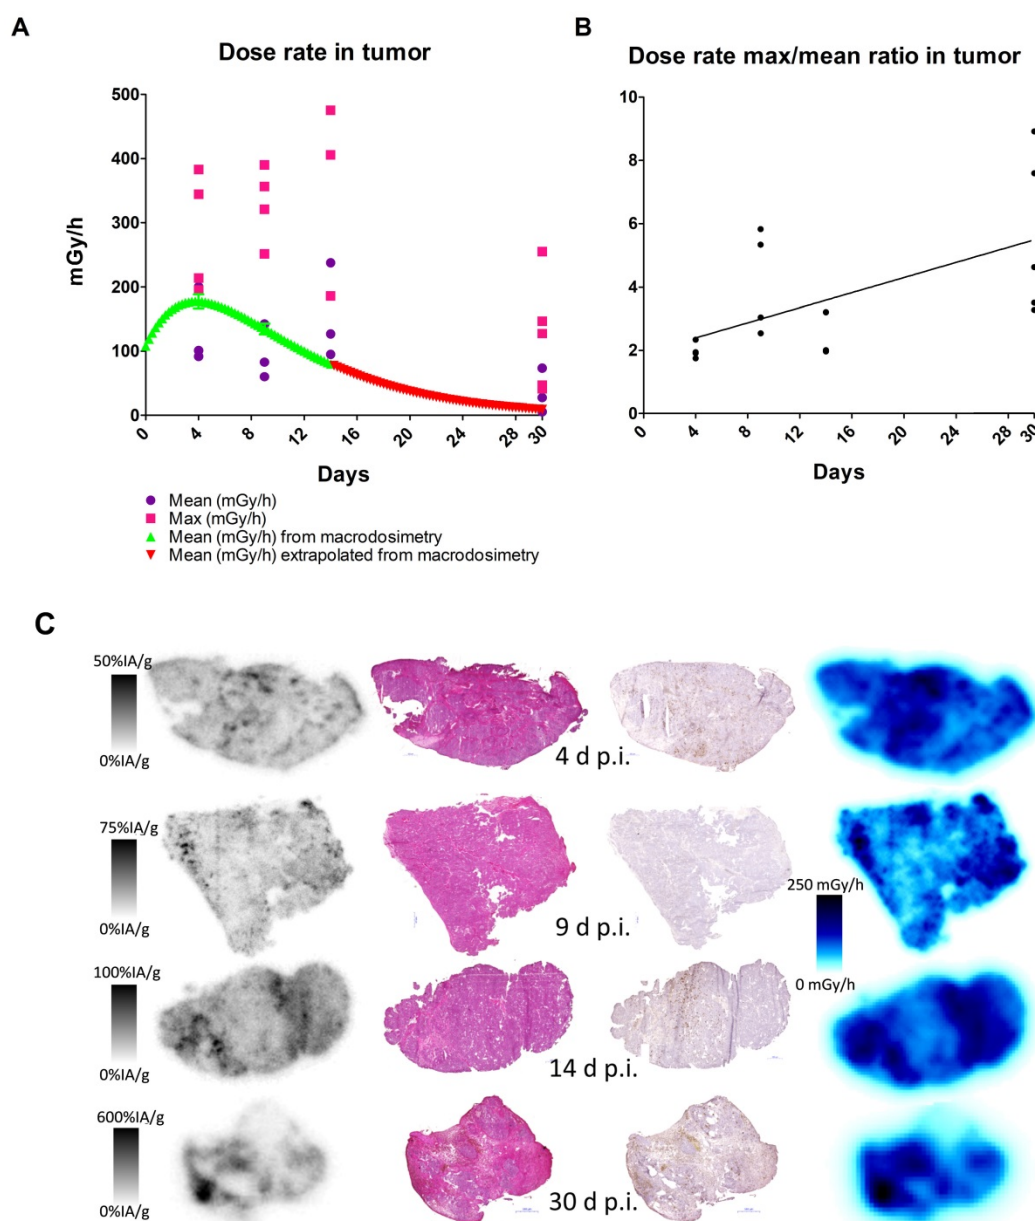 A
Dose rate in tumor
500
400
300
200
100
0
mGy/h
0 4 8 12 16 20 24 28 30
Days
Mean (mGy/h)
Max (mGy/h)
Mean (mGy/h) from macrodosimetry
Mean (mGy/h) extrapolated from macrodosimetry
B
Dose rate max/mean ratio in tumor
10
8
6
4
2
0
0 4 8 12 16 20 24 28 30
Days
C
50%IA/g
0%IA/g
4 d p.i.
75%IA/g
0%IA/g
9 d p.i.
250 mGy/h
0 mGy/h
100%IA/g
0%IA/g
14 d p.i.
600%IA/g
0%IA/g
30 d p.i.